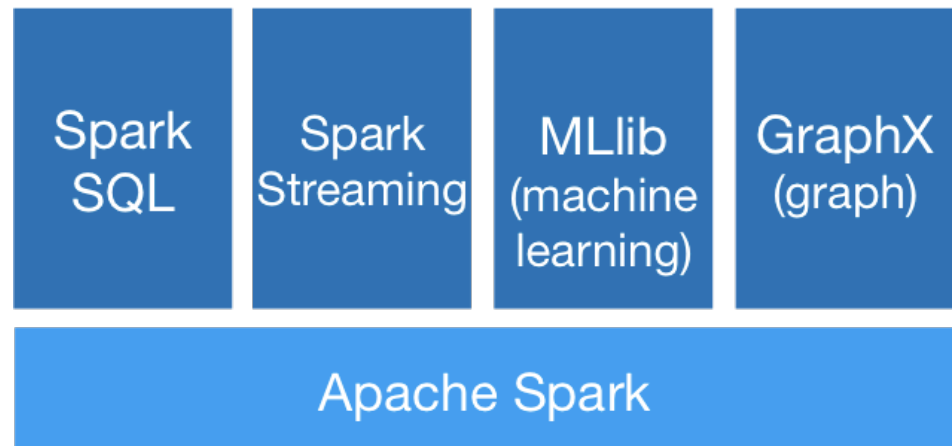 Spark
SQL
Spark
Streaming
MLlib
(machine
learning)
GraphX
(graph)
Apache Spark